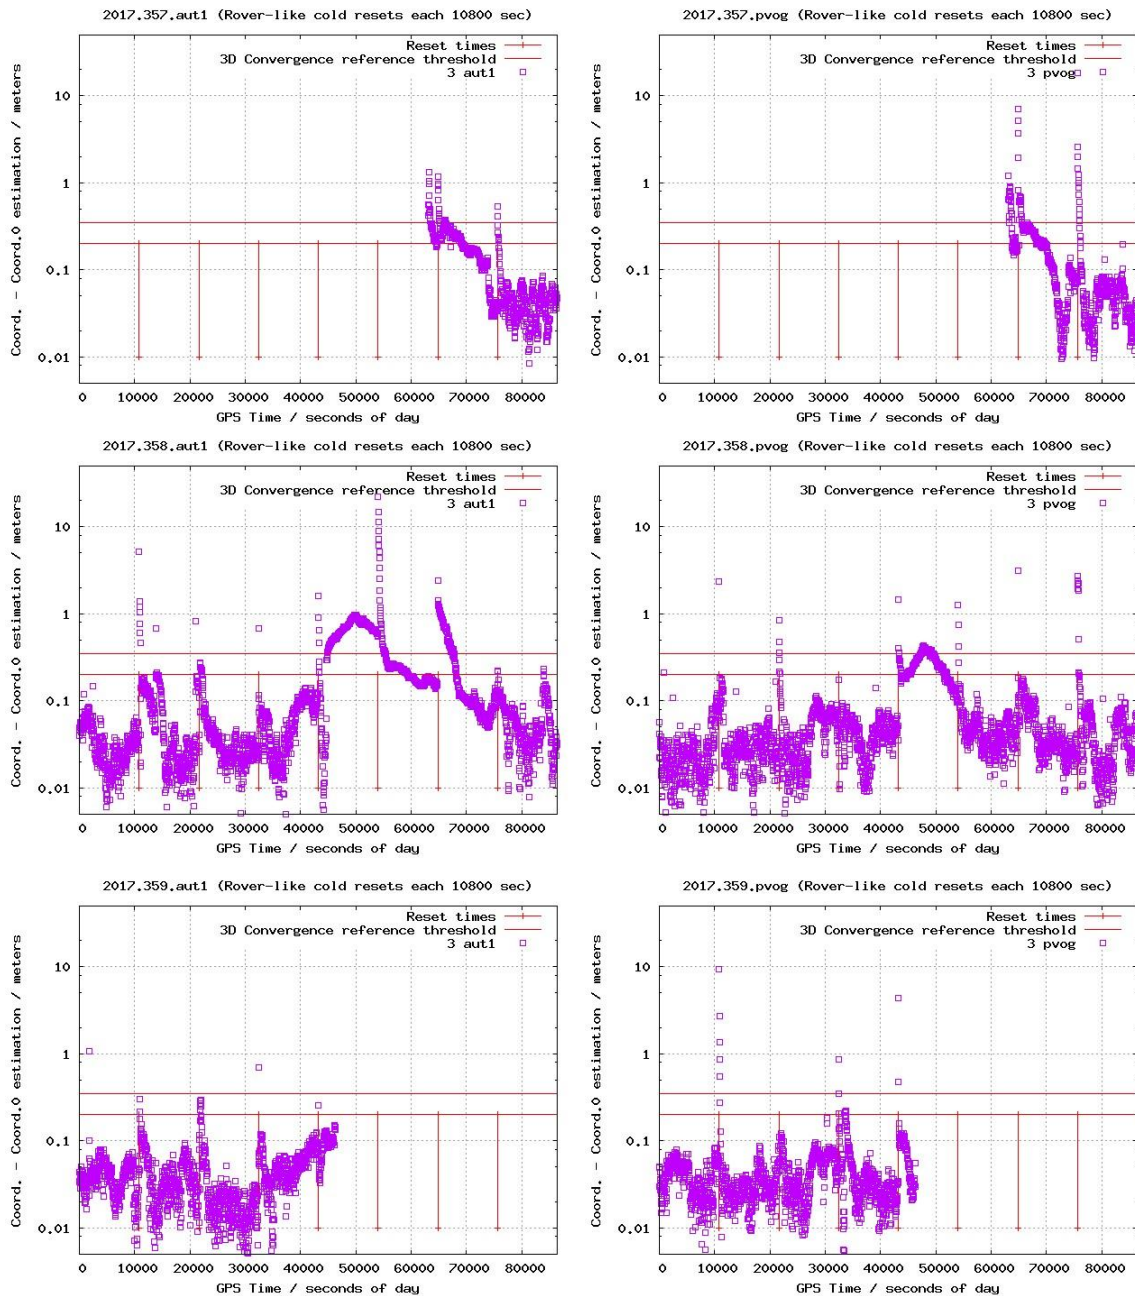 2017.357.aut1 (Rover-like cold resets each 10800 sec)
Reset times
3D Convergence reference threshold
3 aut1
10
1
0.1
0.01
Coord. - Coord.0 estimation / meters
0 10000 20000 30000 40000 50000 60000 70000 80000
GPS Time / seconds of day
2017.357.pvog (Rover-like cold resets each 10800 sec)
Reset times
3D Convergence reference threshold
3 pvog
10
1
0.1
0.01
Coord. - Coord.0 estimation / meters
0 10000 20000 30000 40000 50000 60000 70000 80000
GPS Time / seconds of day
2017.358.aut1 (Rover-like cold resets each 10800 sec)
Reset times
3D Convergence reference threshold
3 aut1
10
1
0.1
0.01
Coord. - Coord.0 estimation / meters
0 10000 20000 30000 40000 50000 60000 70000 80000
GPS Time / seconds of day
2017.358.pvog (Rover-like cold resets each 10800 sec)
Reset times
3D Convergence reference threshold
3 pvog
10
1
0.1
0.01
Coord. - Coord.0 estimation / meters
0 10000 20000 30000 40000 50000 60000 70000 80000
GPS Time / seconds of day
2017.359.aut1 (Rover-like cold resets each 10800 sec)
Reset times
3D Convergence reference threshold
3 aut1
10
1
0.1
0.01
Coord. - Coord.0 estimation / meters
0 10000 20000 30000 40000 50000 60000 70000 80000
GPS Time / seconds of day
2017.359.pvog (Rover-like cold resets each 10800 sec)
Reset times
3D Convergence reference threshold
3 pvog
10
1
0.1
0.01
Coord. - Coord.0 estimation / meters
0 10000 20000 30000 40000 50000 60000 70000 80000
GPS Time / seconds of day